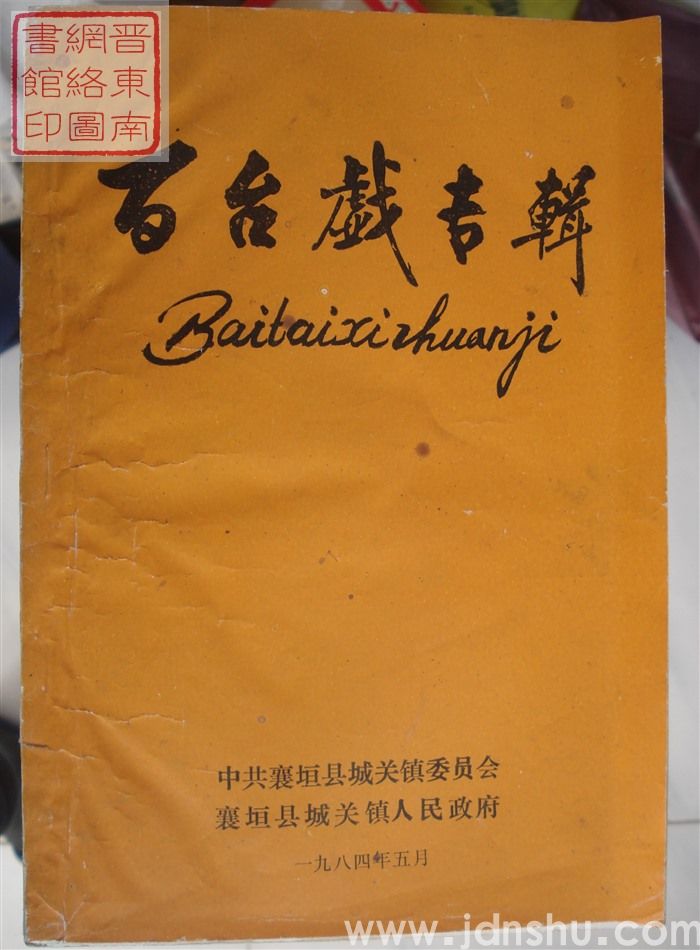 晋東南
網絡圖
書館印
百台戯専輯
Baitaixizhuanji
中共襄垣县城关镇委员会
襄垣县城关镇人民政府
一九八四年五月
www.jdnshu.com